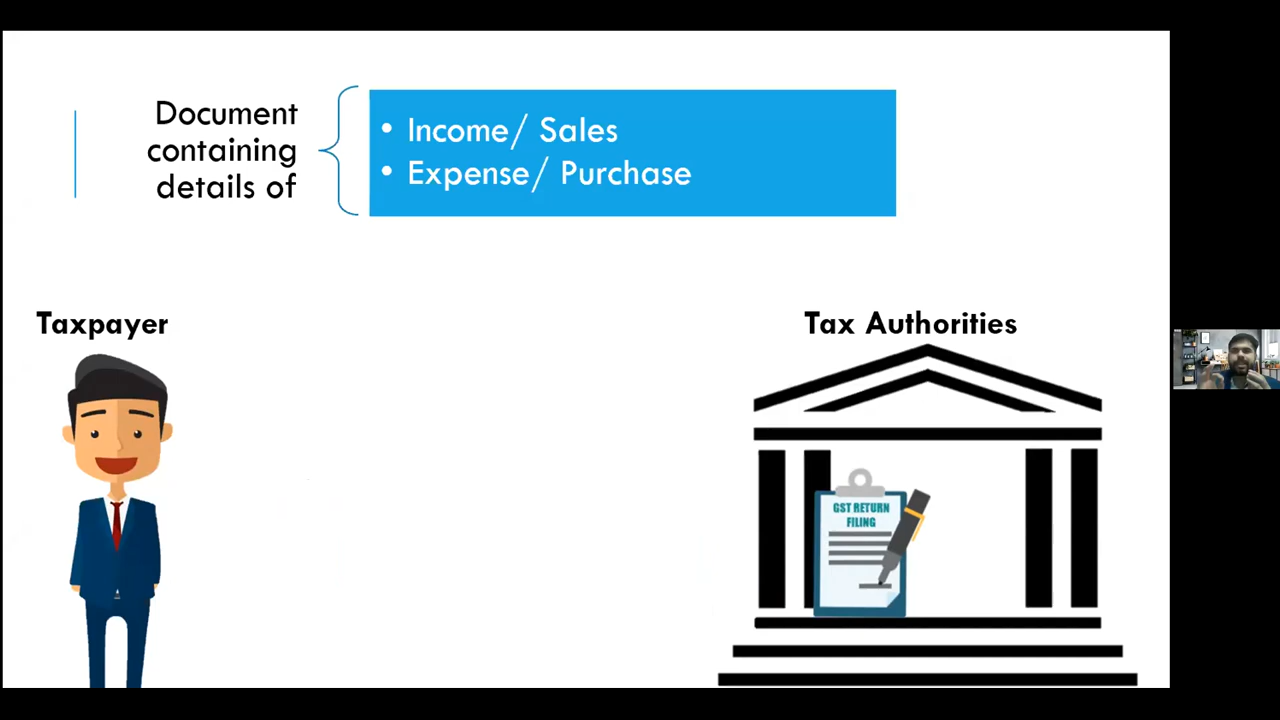 Document
containing
details of
• Income/ Sales
• Expense/ Purchase
Taxpayer
Tax Authorities
GST RETURN
FILING